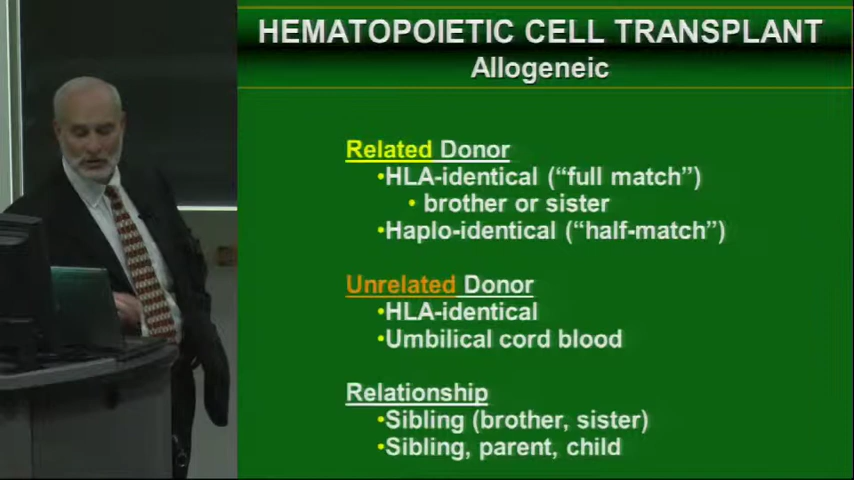 HEMATOPOIETIC CELL TRANSPLANT
Allogeneic
Related Donor
•HLA-identical (“full match”)
• brother or sister
•Haplo-identical (“half-match”)
Unrelated Donor
•HLA-identical
•Umbilical cord blood
Relationship
•Sibling (brother, sister)
•Sibling, parent, child